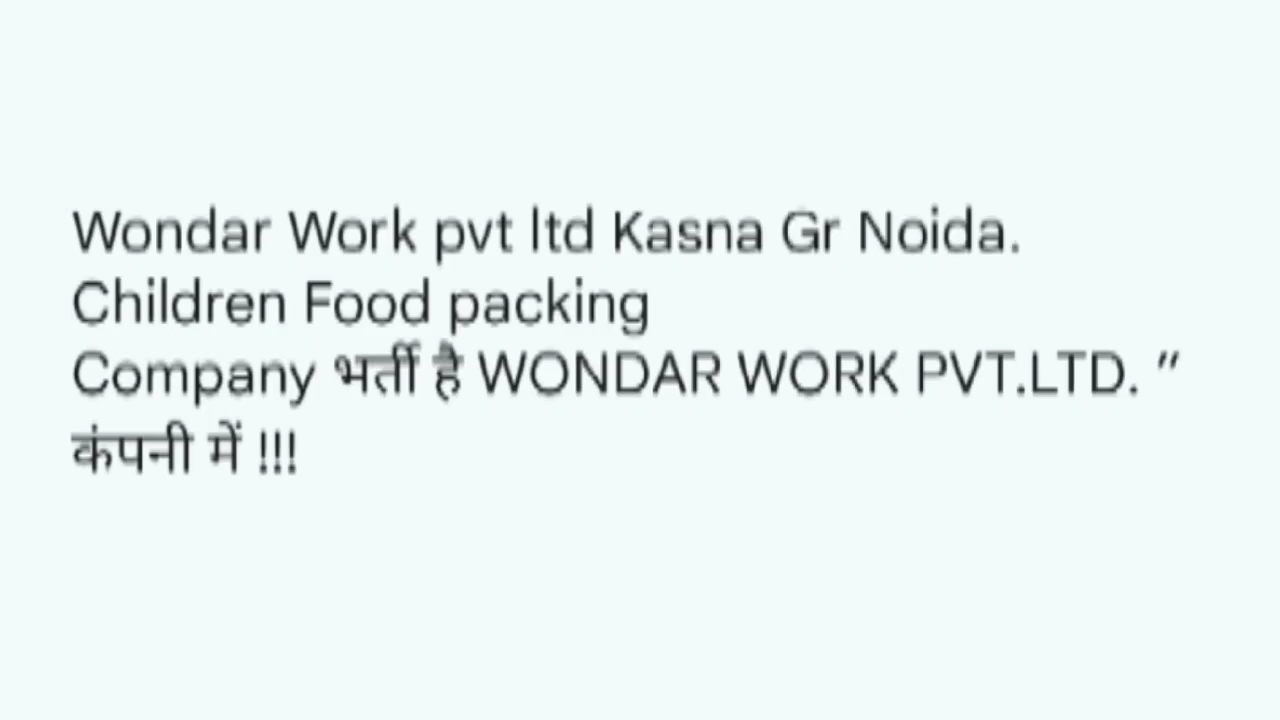 Wondar Work pvt ltd Kasna Gr Noida.
Children Food packing
Company भर्ती है WONDAR WORK PVT.LTD. ”
कंपनी में !!!